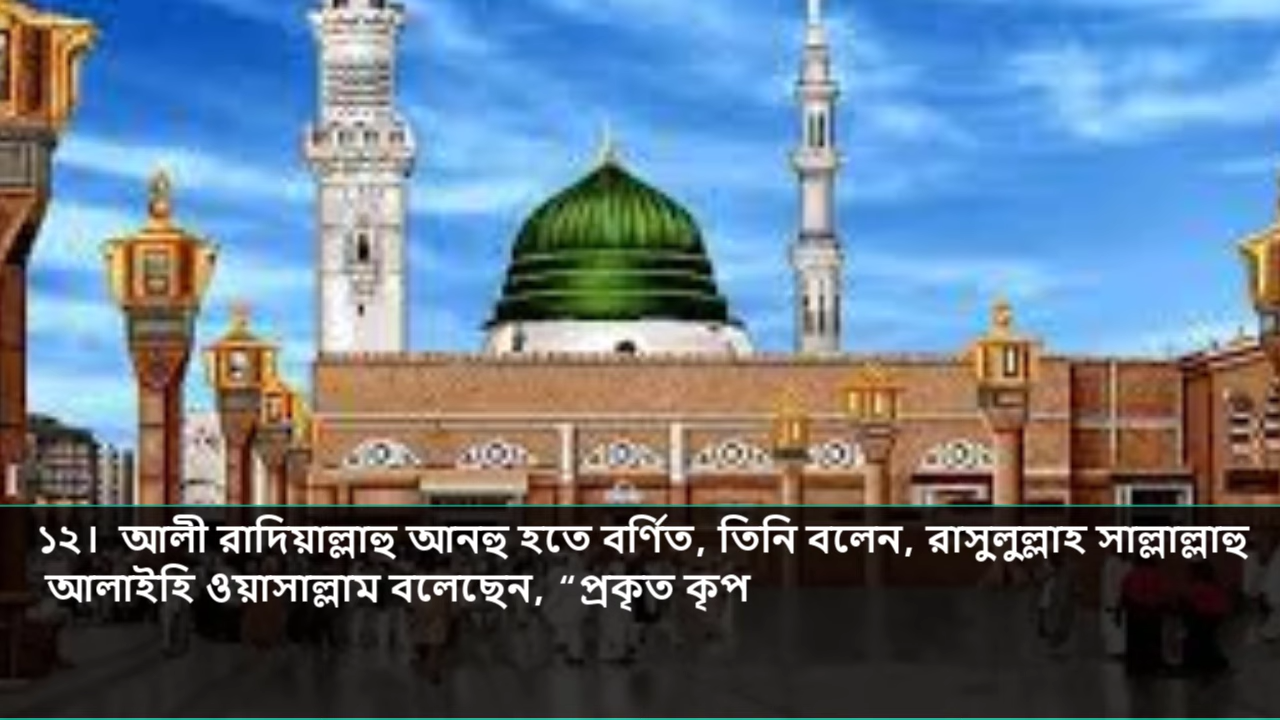 ১২। আলী রাদিয়াল্লাহু আনহু হতে বর্ণিত, তিনি বলেন, রাসুলুল্লাহ সাল্লাল্লাহু
আলাইহি ওয়াসাল্লাম বলেছেন, “প্রকৃত কৃপ